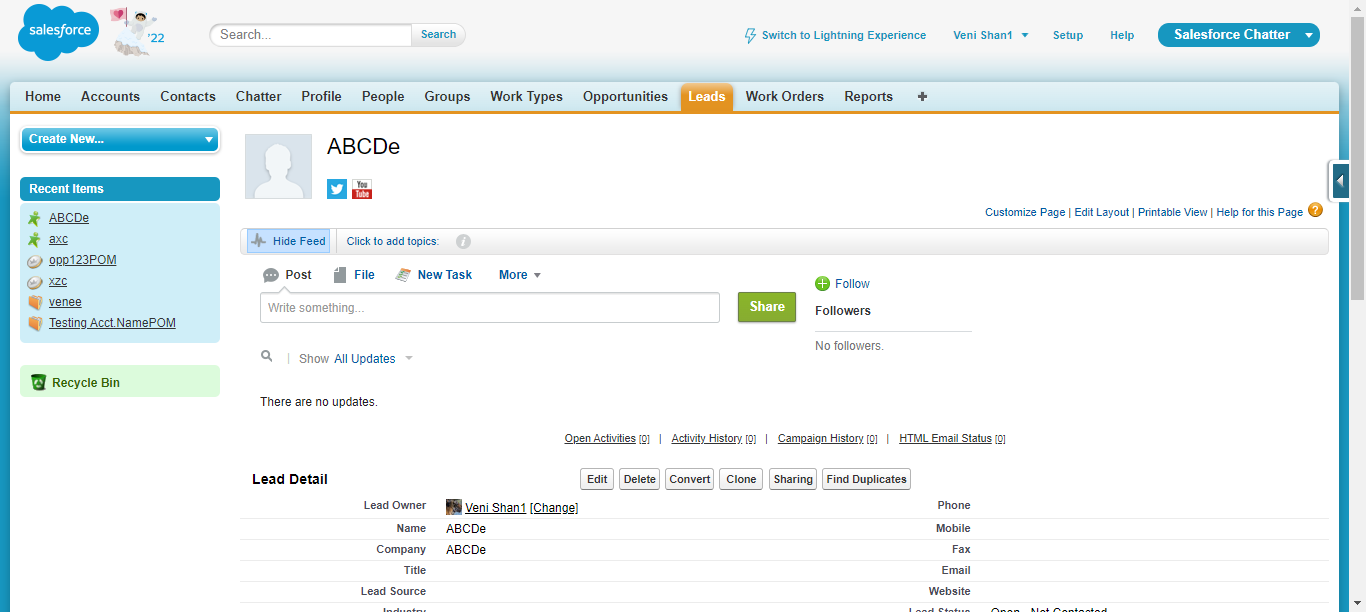 salesforce
'22
Search...
Search
Switch to Lightning Experience
Veni Shan1
Setup
Help
Salesforce Chatter
Home Accounts Contacts Chatter Profile People Groups Work Types Opportunities Leads Work Orders Reports +
Create New...
Recent Items
ABCDe
axc
opp123POM
xzc
venee
Testing Acct.NamePOM
Recycle Bin
ABCDe
You
Tube
Customize Page | Edit Layout | Printable View | Help for this Page ?
Hide Feed Click to add topics: i
Post File New Task More
Write something...
Share
Follow
Followers
No followers.
Show All Updates
There are no updates.
Open Activities [0] | Activity History [0] | Campaign History [0] | HTML Email Status [0]
Lead Detail Edit Delete Convert Clone Sharing Find Duplicates
Lead Owner Veni Shan1 [Change] Phone
Name ABCDe Mobile
Company ABCDe Fax
Title Email
Lead Source Website
Industry Lead Status Open - Not Contacted